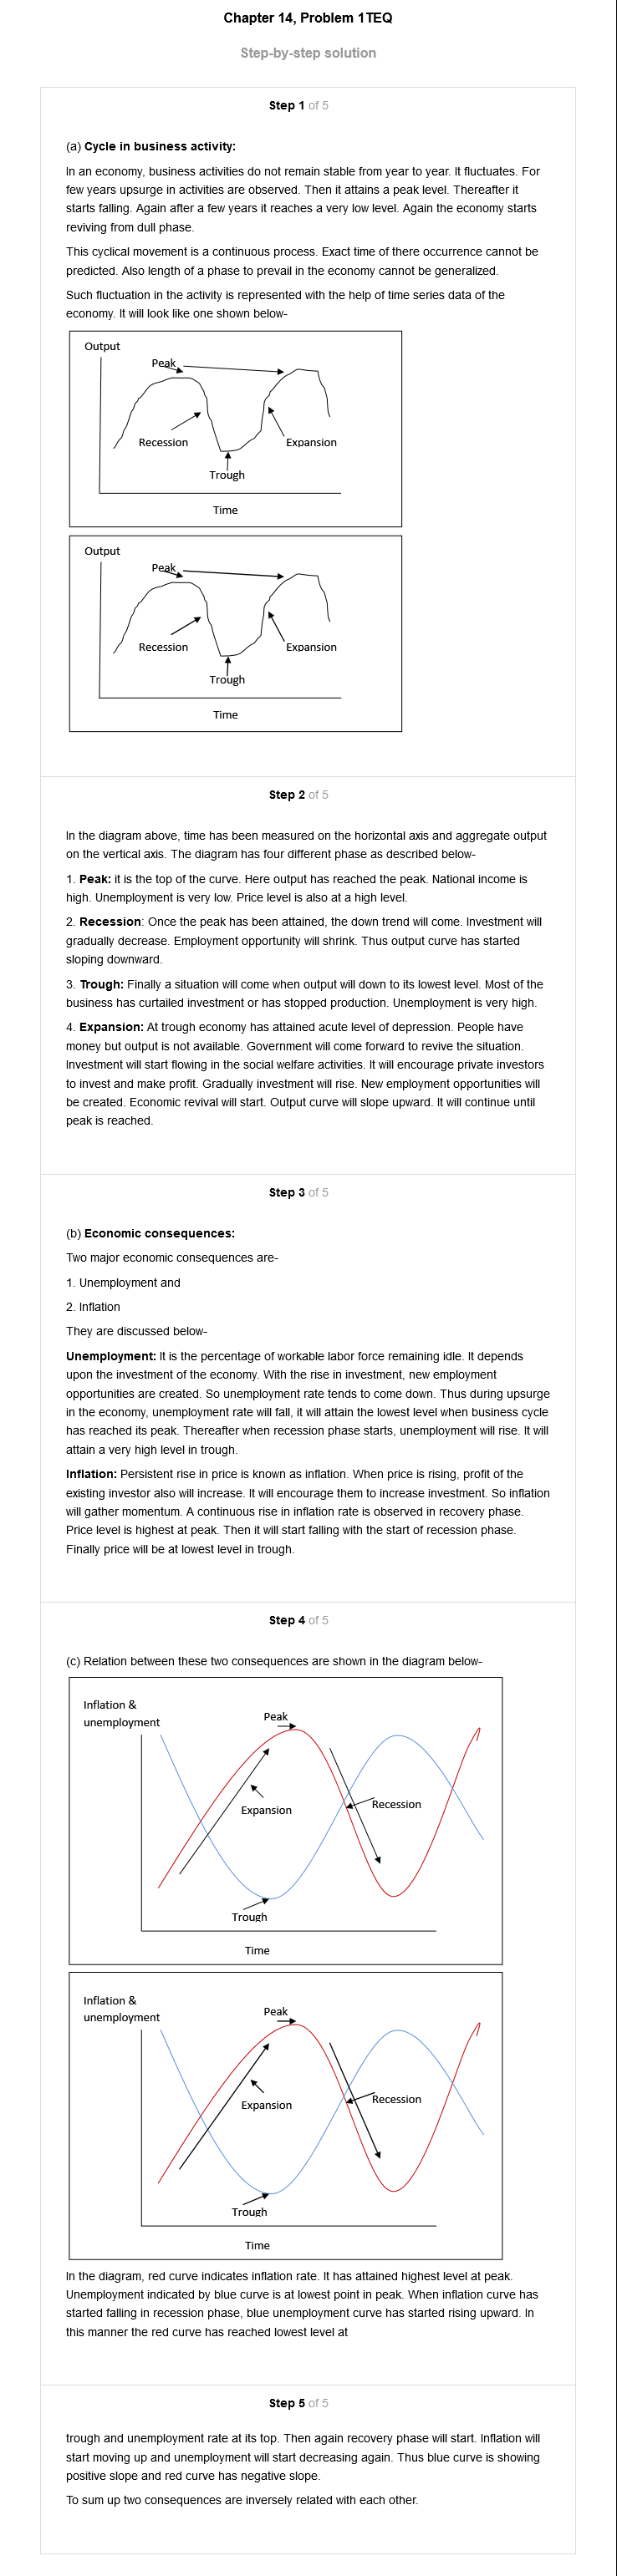 Chapter 14, Problem 1TEQ
Step-by-step solution
Step 1 of 5
(a) Cycle in business activity:
In an economy, business activities do not remain stable from year to year. It fluctuates. For
few years upsurge in activities are observed. Then it attains a peak level. Thereafter it
starts falling. Again after a few years it reaches a very low level. Again the economy starts
reviving from dull phase.
This cyclical movement is a continuous process. Exact time of there occurrence cannot be
predicted. Also length of a phase to prevail in the economy cannot be generalized.
Such fluctuation in the activity is represented with the help of time series data of the
economy. It will look like one shown below-
Output
Peak
Recession
Expansion
Trough
Time
Output
Peak
Recession
Expansion
Trough
Time
Step 2 of 5
In the diagram above, time has been measured on the horizontal axis and aggregate output
on the vertical axis. The diagram has four different phase as described below-
1. Peak: it is the top of the curve. Here output has reached the peak. National income is
high. Unemployment is very low. Price level is also at a high level.
2. Recession: Once the peak has been attained, the down trend will come. Investment will
gradually decrease. Employment opportunity will shrink. Thus output curve has started
sloping downward.
3. Trough: Finally a situation will come when output will down to its lowest level. Most of the
business has curtailed investment or has stopped production. Unemployment is very high.
4. Expansion: At trough economy has attained acute level of depression. People have
money but output is not available. Government will come forward to revive the situation.
Investment will start flowing in the social welfare activities. It will encourage private investors
to invest and make profit. Gradually investment will rise. New employment opportunities will
be created. Economic revival will start. Output curve will slope upward. It will continue until
peak is reached.
Step 3 of 5
(b) Economic consequences:
Two major economic consequences are-
1. Unemployment and
2. Inflation
They are discussed below-
Unemployment: It is the percentage of workable labor force remaining idle. It depends
upon the investment of the economy. With the rise in investment, new employment
opportunities are created. So unemployment rate tends to come down. Thus during upsurge
in the economy, unemployment rate will fall, it will attain the lowest level when business cycle
has reached its peak. Thereafter when recession phase starts, unemployment will rise. It will
attain a very high level in trough.
Inflation: Persistent rise in price is known as inflation. When price is rising, profit of the
existing investor also will increase. It will encourage them to increase investment. So inflation
will gather momentum. A continuous rise in inflation rate is observed in recovery phase.
Price level is highest at peak. Then it will start falling with the start of recession phase.
Finally price will be at lowest level in trough.
Step 4 of 5
(c) Relation between these two consequences are shown in the diagram below-
Inflation &
unemployment
Peak
Expansion
Recession
Trough
Time
Inflation &
unemployment
Peak
Expansion
Recession
Trough
Time
In the diagram, red curve indicates inflation rate. It has attained highest level at peak.
Unemployment indicated by blue curve is at lowest point in peak. When inflation curve has
started falling in recession phase, blue unemployment curve has started rising upward. In
this manner the red curve has reached lowest level at
Step 5 of 5
trough and unemployment rate at its top. Then again recovery phase will start. Inflation will
start moving up and unemployment will start decreasing again. Thus blue curve is showing
positive slope and red curve has negative slope.
To sum up two consequences are inversely related with each other.